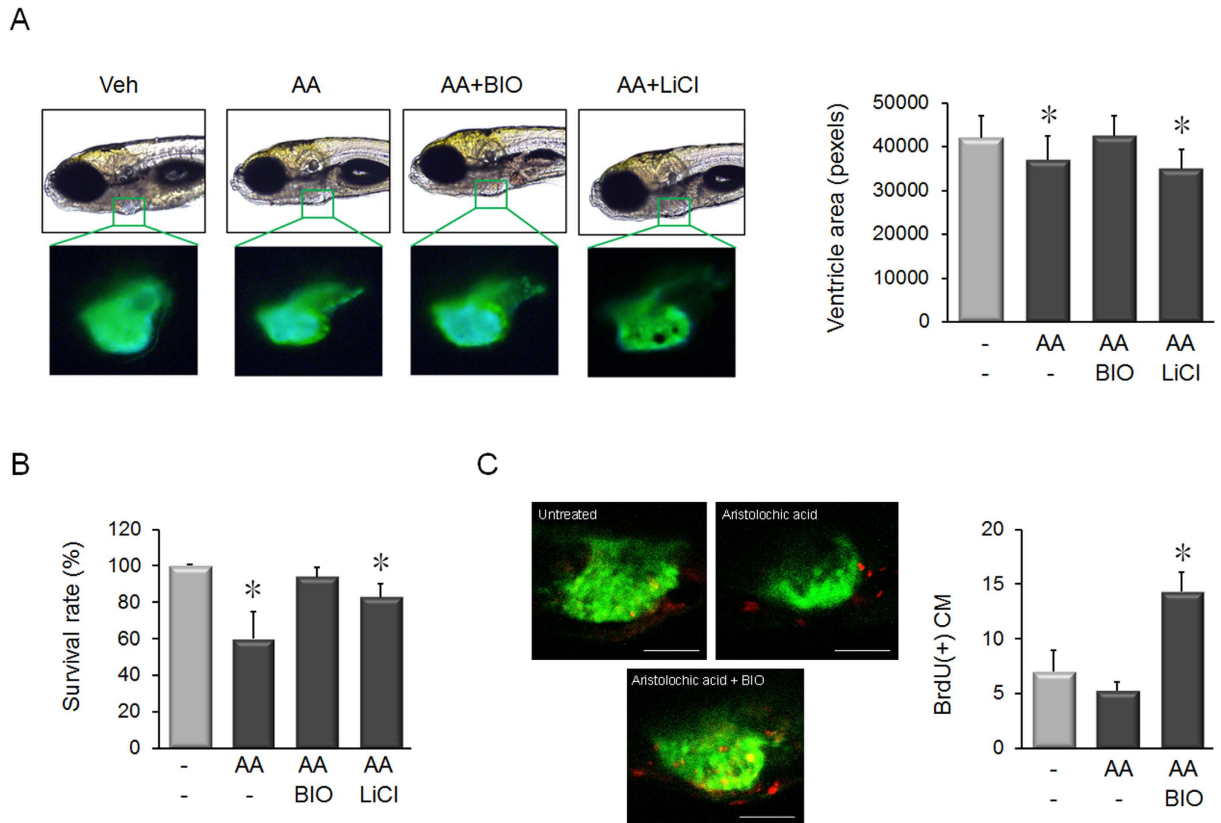 A
Veh AA AA+BIO AA+LiCl
Ventricle area (pexels)
50000
40000
30000
20000
10000
0
* *
- AA AA AA
- - BIO LiCl
B
Survival rate (%)
120
100
80
60
40
20
0
* *
- AA AA AA
- - BIO LiCl
C
Untreated
Aristolochic acid
Aristolochic acid + BIO
BrdU(+) CM
20
15
10
5
0
*
- AA AA
- - BIO